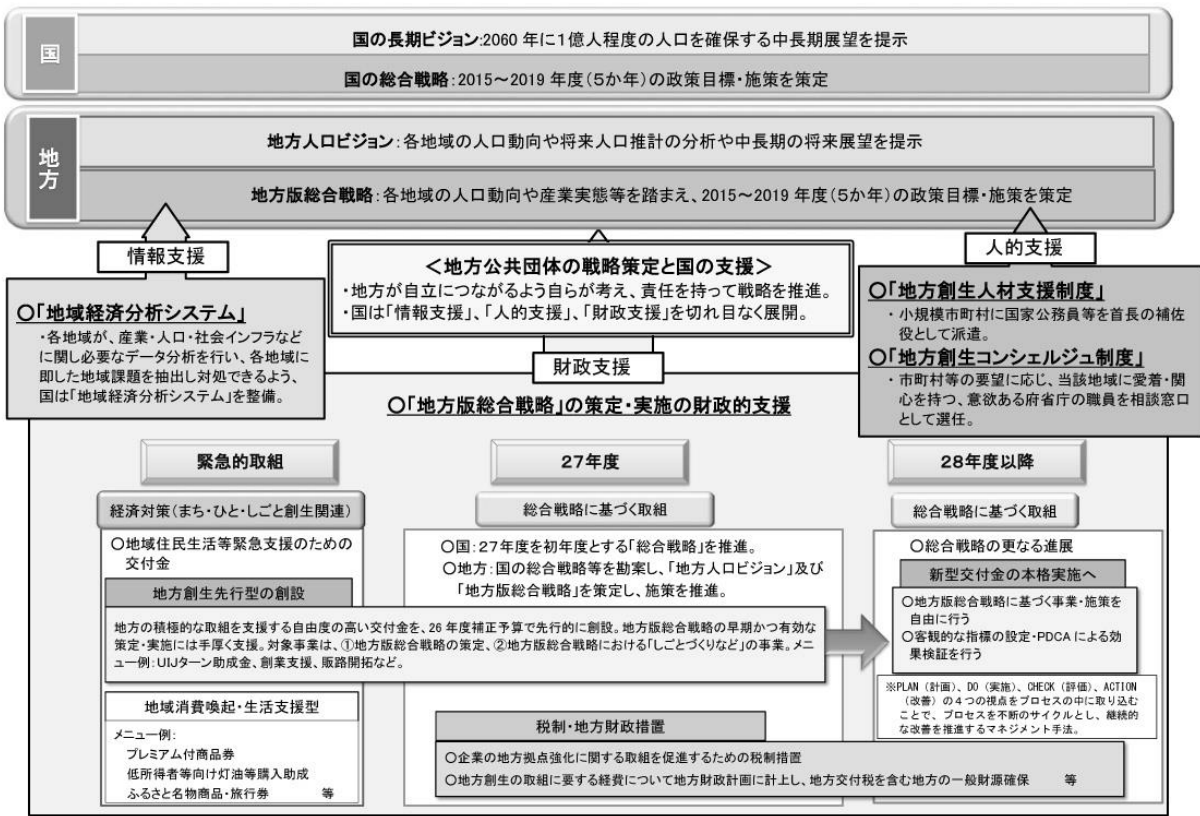 国
国の長期ビジョン:2060 年に1億人程度の人口を確保する中長期展望を提示
国の総合戦略:2015~2019 年度(5か年)の政策目標・施策を策定
地方
地方人口ビジョン:各地域の人口動向や将来人口推計の分析や中長期の将来展望を提示
地方版総合戦略:各地域の人口動向や産業実態等を踏まえ、2015~2019 年度(5か年)の政策目標・施策を策定
情報支援
○「地域経済分析システム」
・各地域が、産業・人口・社会インフラなど
に関し必要なデータ分析を行い、各地域に
即した地域課題を抽出し対処できるよう、
国は「地域経済分析システム」を整備。
<地方公共団体の戦略策定と国の支援>
・地方が自立につながるよう自らが考え、責任を持って戦略を推進。
・国は「情報支援」、「人的支援」、「財政支援」を切れ目なく展開。
人的支援
○「地方創生人材支援制度」
・小規模市町村に国家公務員等を首長の補佐
役として派遣。
○「地方創生コンシェルジュ制度」
・市町村等の要望に応じ、当該地域に愛着・関
心を持つ、意欲ある府省庁の職員を相談窓口
として選任。
財政支援
○「地方版総合戦略」の策定・実施の財政的支援
緊急的取組
経済対策(まち・ひと・しごと創生関連)
○地域住民生活等緊急支援のための
交付金
地方創生先行型の創設
地方の積極的な取組を支援する自由度の高い交付金を、26 年度補正予算で先行的に創設。地方版総合戦略の早期かつ有効な
策定・実施には手厚く支援。対象事業は、①地方版総合戦略の策定、②地方版総合戦略における「しごとづくりなど」の事業。メニ
ュー例:UIJターン助成金、創業支援、販路開拓など。
地域消費喚起・生活支援型
メニュー例:
プレミアム付商品券
低所得者等向け灯油等購入助成
ふるさと名物商品・旅行券 等
27年度
総合戦略に基づく取組
○国:27年度を初年度とする「総合戦略」を推進。
○地方:国の総合戦略等を勘案し、「地方人口ビジョン」及び
「地方版総合戦略」を策定し、施策を推進。
税制・地方財政措置
○企業の地方拠点強化に関する取組を促進するための税制措置
○地方創生の取組に要する経費について地方財政計画に計上し、地方交付税を含む地方の一般財源確保 等
28年度以降
総合戦略に基づく取組
○総合戦略の更なる進展
新型交付金の本格実施へ
○地方版総合戦略に基づく事業・施策を
自由に行う
○客観的な指標の設定・PDCA による効
果検証を行う
※PLAN (計画)、DO (実施)、CHECK (評価)、ACTION
(改善) の4つの視点をプロセスの中に取り込む
ことで、プロセスを不断のサイクルとし、継続的
な改善を推進するマネジメント手法。